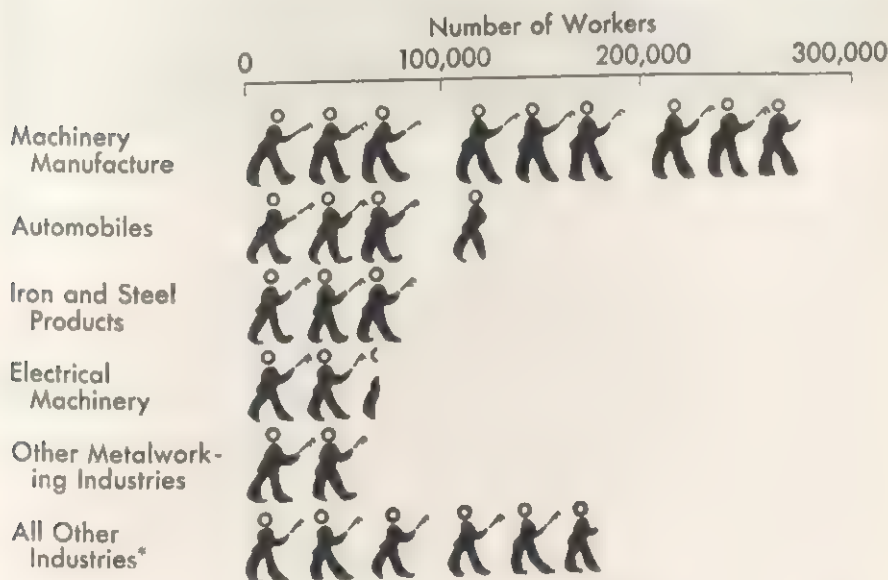 Number of Workers
0 100,000 200,000 300,000
Machinery
Manufacture
Automobiles
Iron and Steel
Products
Electrical
Machinery
Other Metalwork-
ing Industries
All Other
Industries*